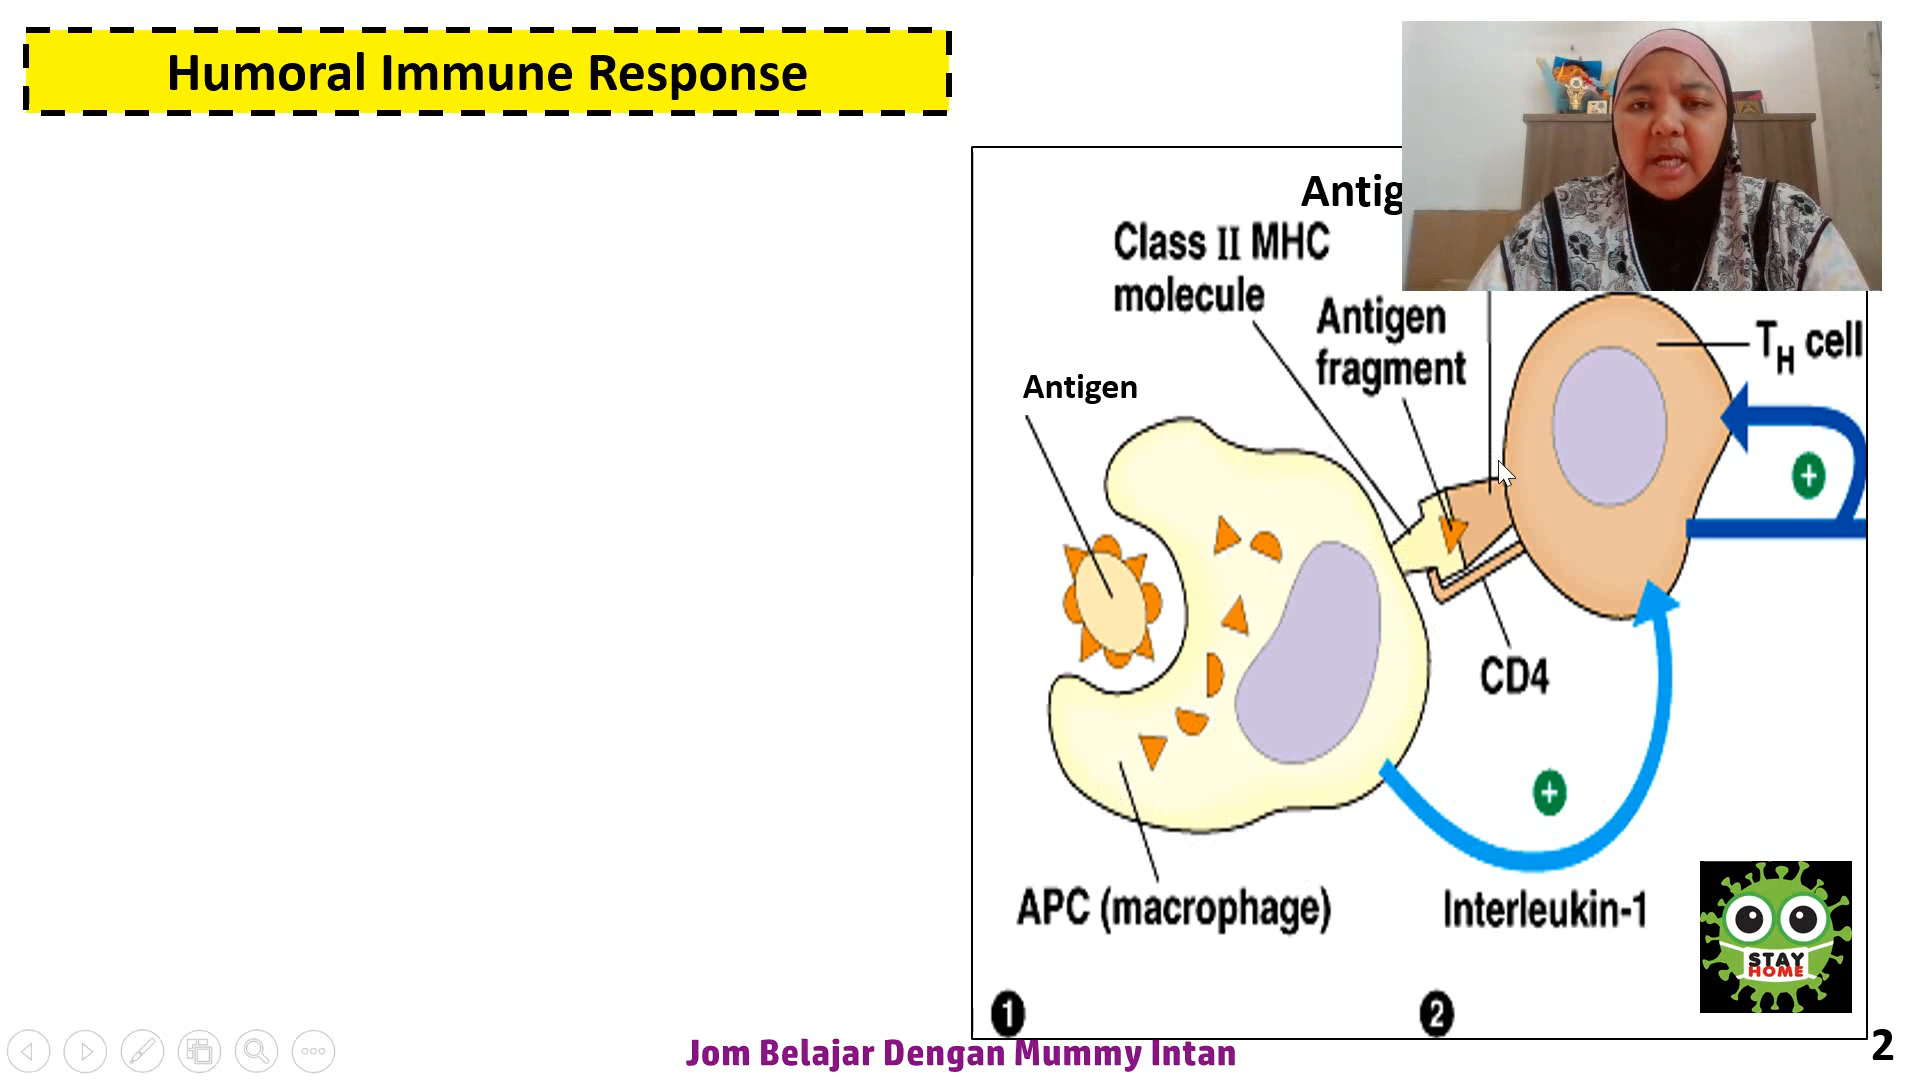 Humoral Immune Response
Antig
Class II MHC
molecule
Antigen
fragment
TH cell
Antigen
CD4
APC (macrophage)
Interleukin-1
STAY
HOME
1
2
Jom Belajar Dengan Mummy Intan
2